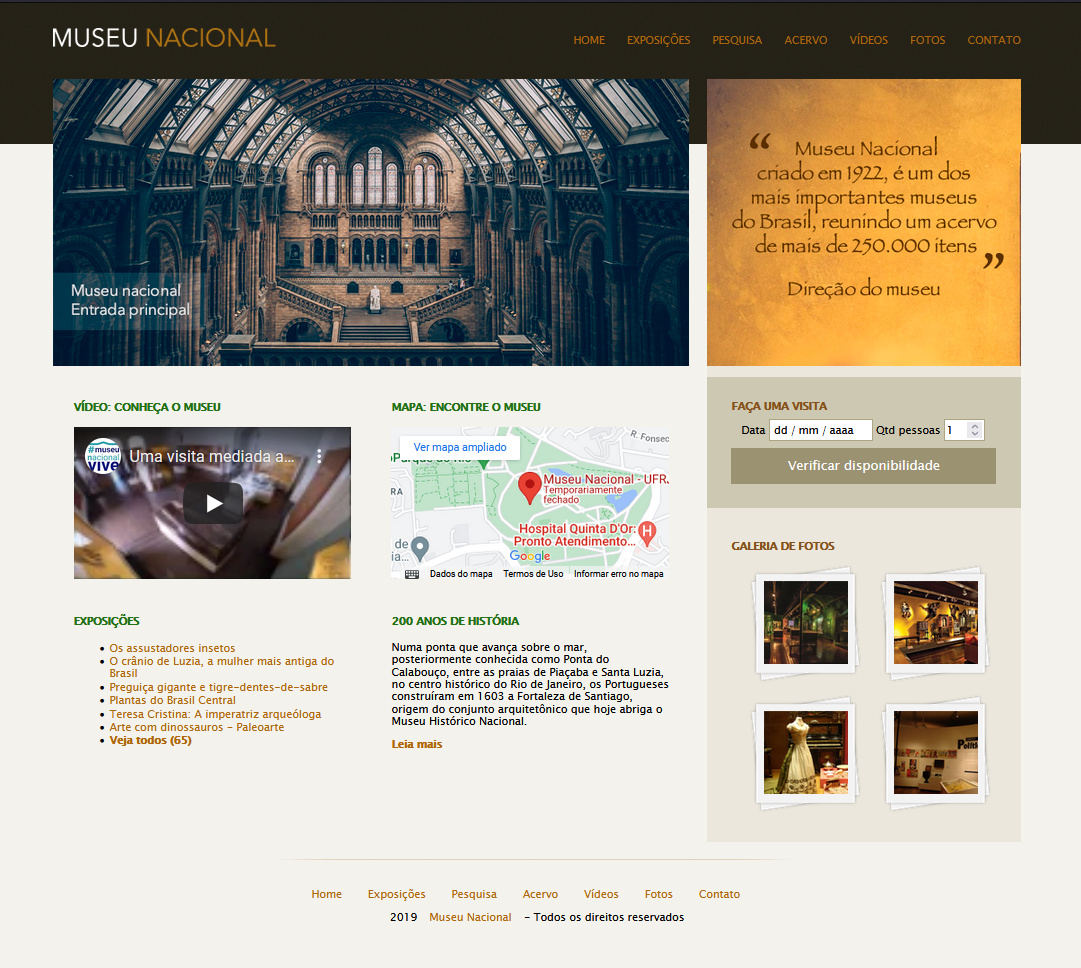 MUSEU NACIONAL
HOME EXPOSIÇÕES PESQUISA ACERVO VÍDEOS FOTOS CONTATO
Museu nacional
Entrada principal
“ Museu Nacional
criado em 1922, é um dos
mais importantes museus
do Brasil, reunindo um acervo
de mais de 250.000 itens ”
Direção do museu
VÍDEO: CONHEÇA O MUSEU
#museu
nacional
vive
Uma visita mediada a...
MAPA: ENCONTRE O MUSEU
Ver mapa ampliado
R. Fonsec
Parque do Rio
RA
Museu Nacional - UFRJ
Temporariamente
fechado
Hospital Quinta D'Or:
Pronto Atendimento...
H
de
ia...
Google
Dados do mapa Termos de Uso Informar erro no mapa
FAÇA UMA VISITA
Data dd / mm / aaaa Qtd pessoas 1
Verificar disponibilidade
EXPOSIÇÕES
• Os assustadores insetos
• O crânio de Luzia, a mulher mais antiga do
Brasil
• Preguiça gigante e tigre-dentes-de-sabre
• Plantas do Brasil Central
• Teresa Cristina: A imperatriz arqueóloga
• Arte com dinossauros - Paleoarte
• Veja todos (65)
200 ANOS DE HISTÓRIA
Numa ponta que avança sobre o mar,
posteriormente conhecida como Ponta do
Calabouço, entre as praias de Piaçaba e Santa Luzia,
no centro histórico do Rio de Janeiro, os Portugueses
construíram em 1603 a Fortaleza de Santiago,
origem do conjunto arquitetônico que hoje abriga o
Museu Histórico Nacional.
Leia mais
GALERIA DE FOTOS
Home Exposições Pesquisa Acervo Vídeos Fotos Contato
2019 Museu Nacional - Todos os direitos reservados